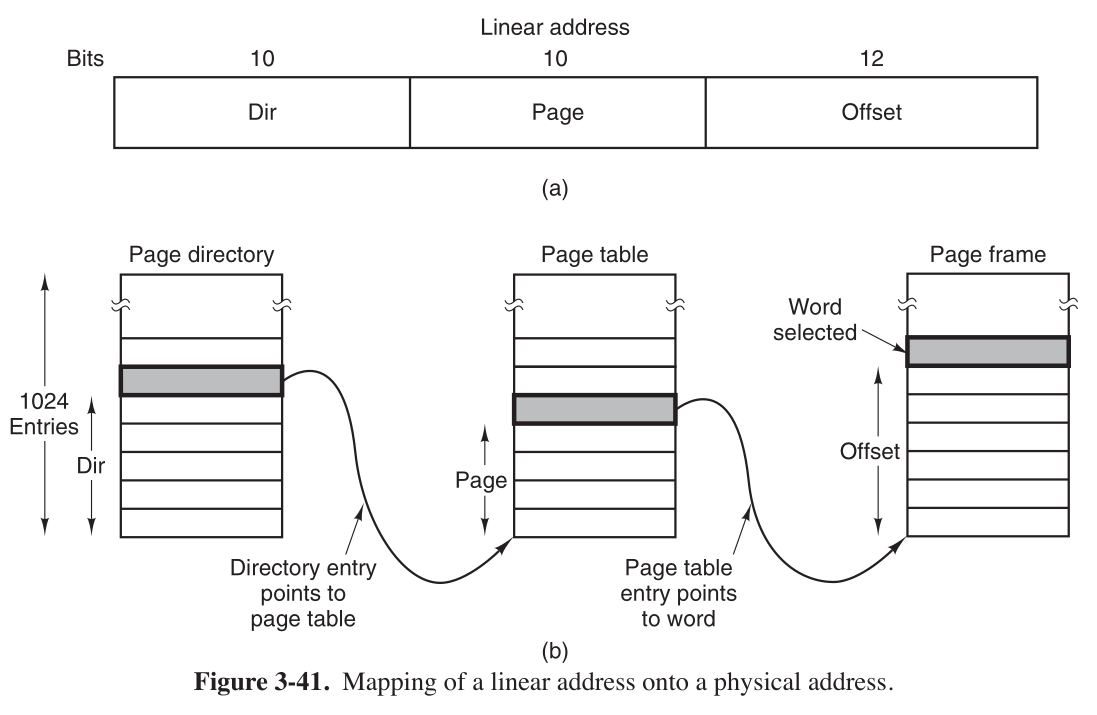 Linear address
Bits 10 10 12
Dir Page Offset
(a)
Page directory Page table Page frame
Word
selected
1024
Entries
Dir
Page
Offset
Directory entry
points to
page table
Page table
entry points
to word
(b)
Figure 3-41. Mapping of a linear address onto a physical address.